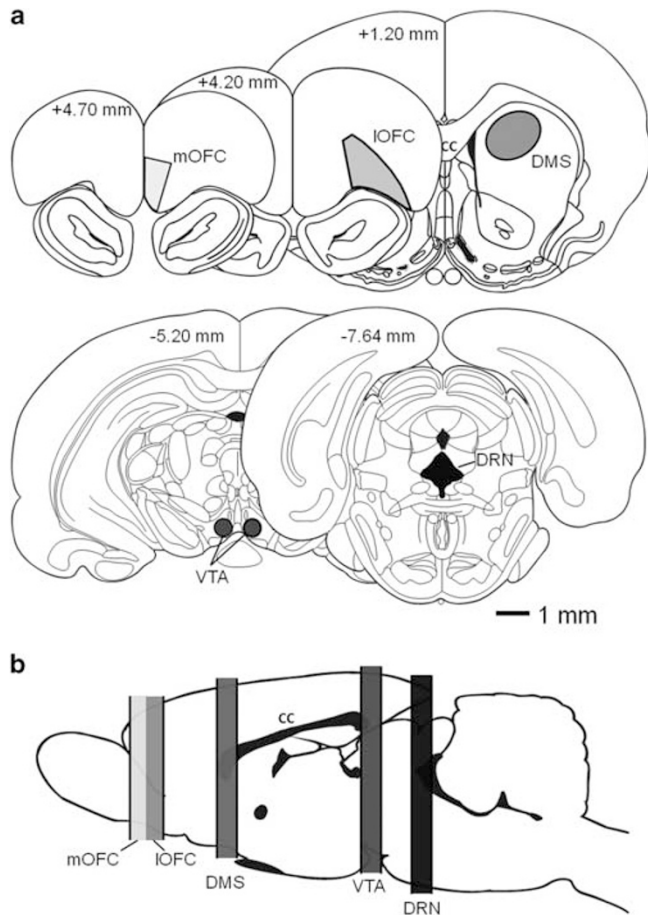 a
+1.20 mm
+4.20 mm
+4.70 mm
mOFC
lOFC
cc
DMS
-5.20 mm
-7.64 mm
DRN
VTA
1 mm
b
cc
mOFC
lOFC
DMS
VTA
DRN